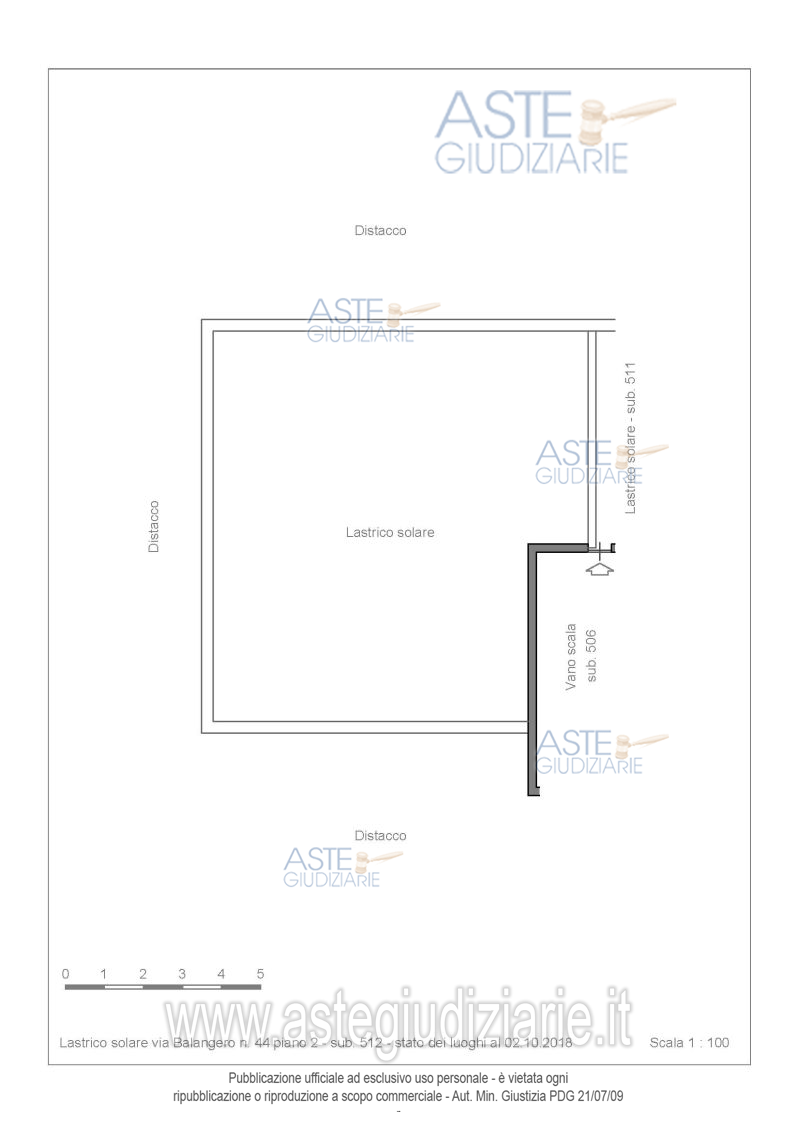 ASTE
GIUDIZIARIE
Distacco
ASTE
GIUDIZIARIE
Lastrico solare - sub. 511
ASTE
GIUDIZIARIE
Distacco
Lastrico solare
Vano scala
sub. 506
ASTE
GIUDIZIARIE
Distacco
ASTE
GIUDIZIARIE
0 1 2 3 4 5
www.astegiudiziarie.it
Lastrico solare via Balangero n. 44 piano 2 - sub. 512 - stato dei luoghi al 02.10.2018 Scala 1 : 100
Pubblicazione ufficiale ad esclusivo uso personale - è vietata ogni
ripubblicazione o riproduzione a scopo commerciale - Aut. Min. Giustizia PDG 21/07/09
-